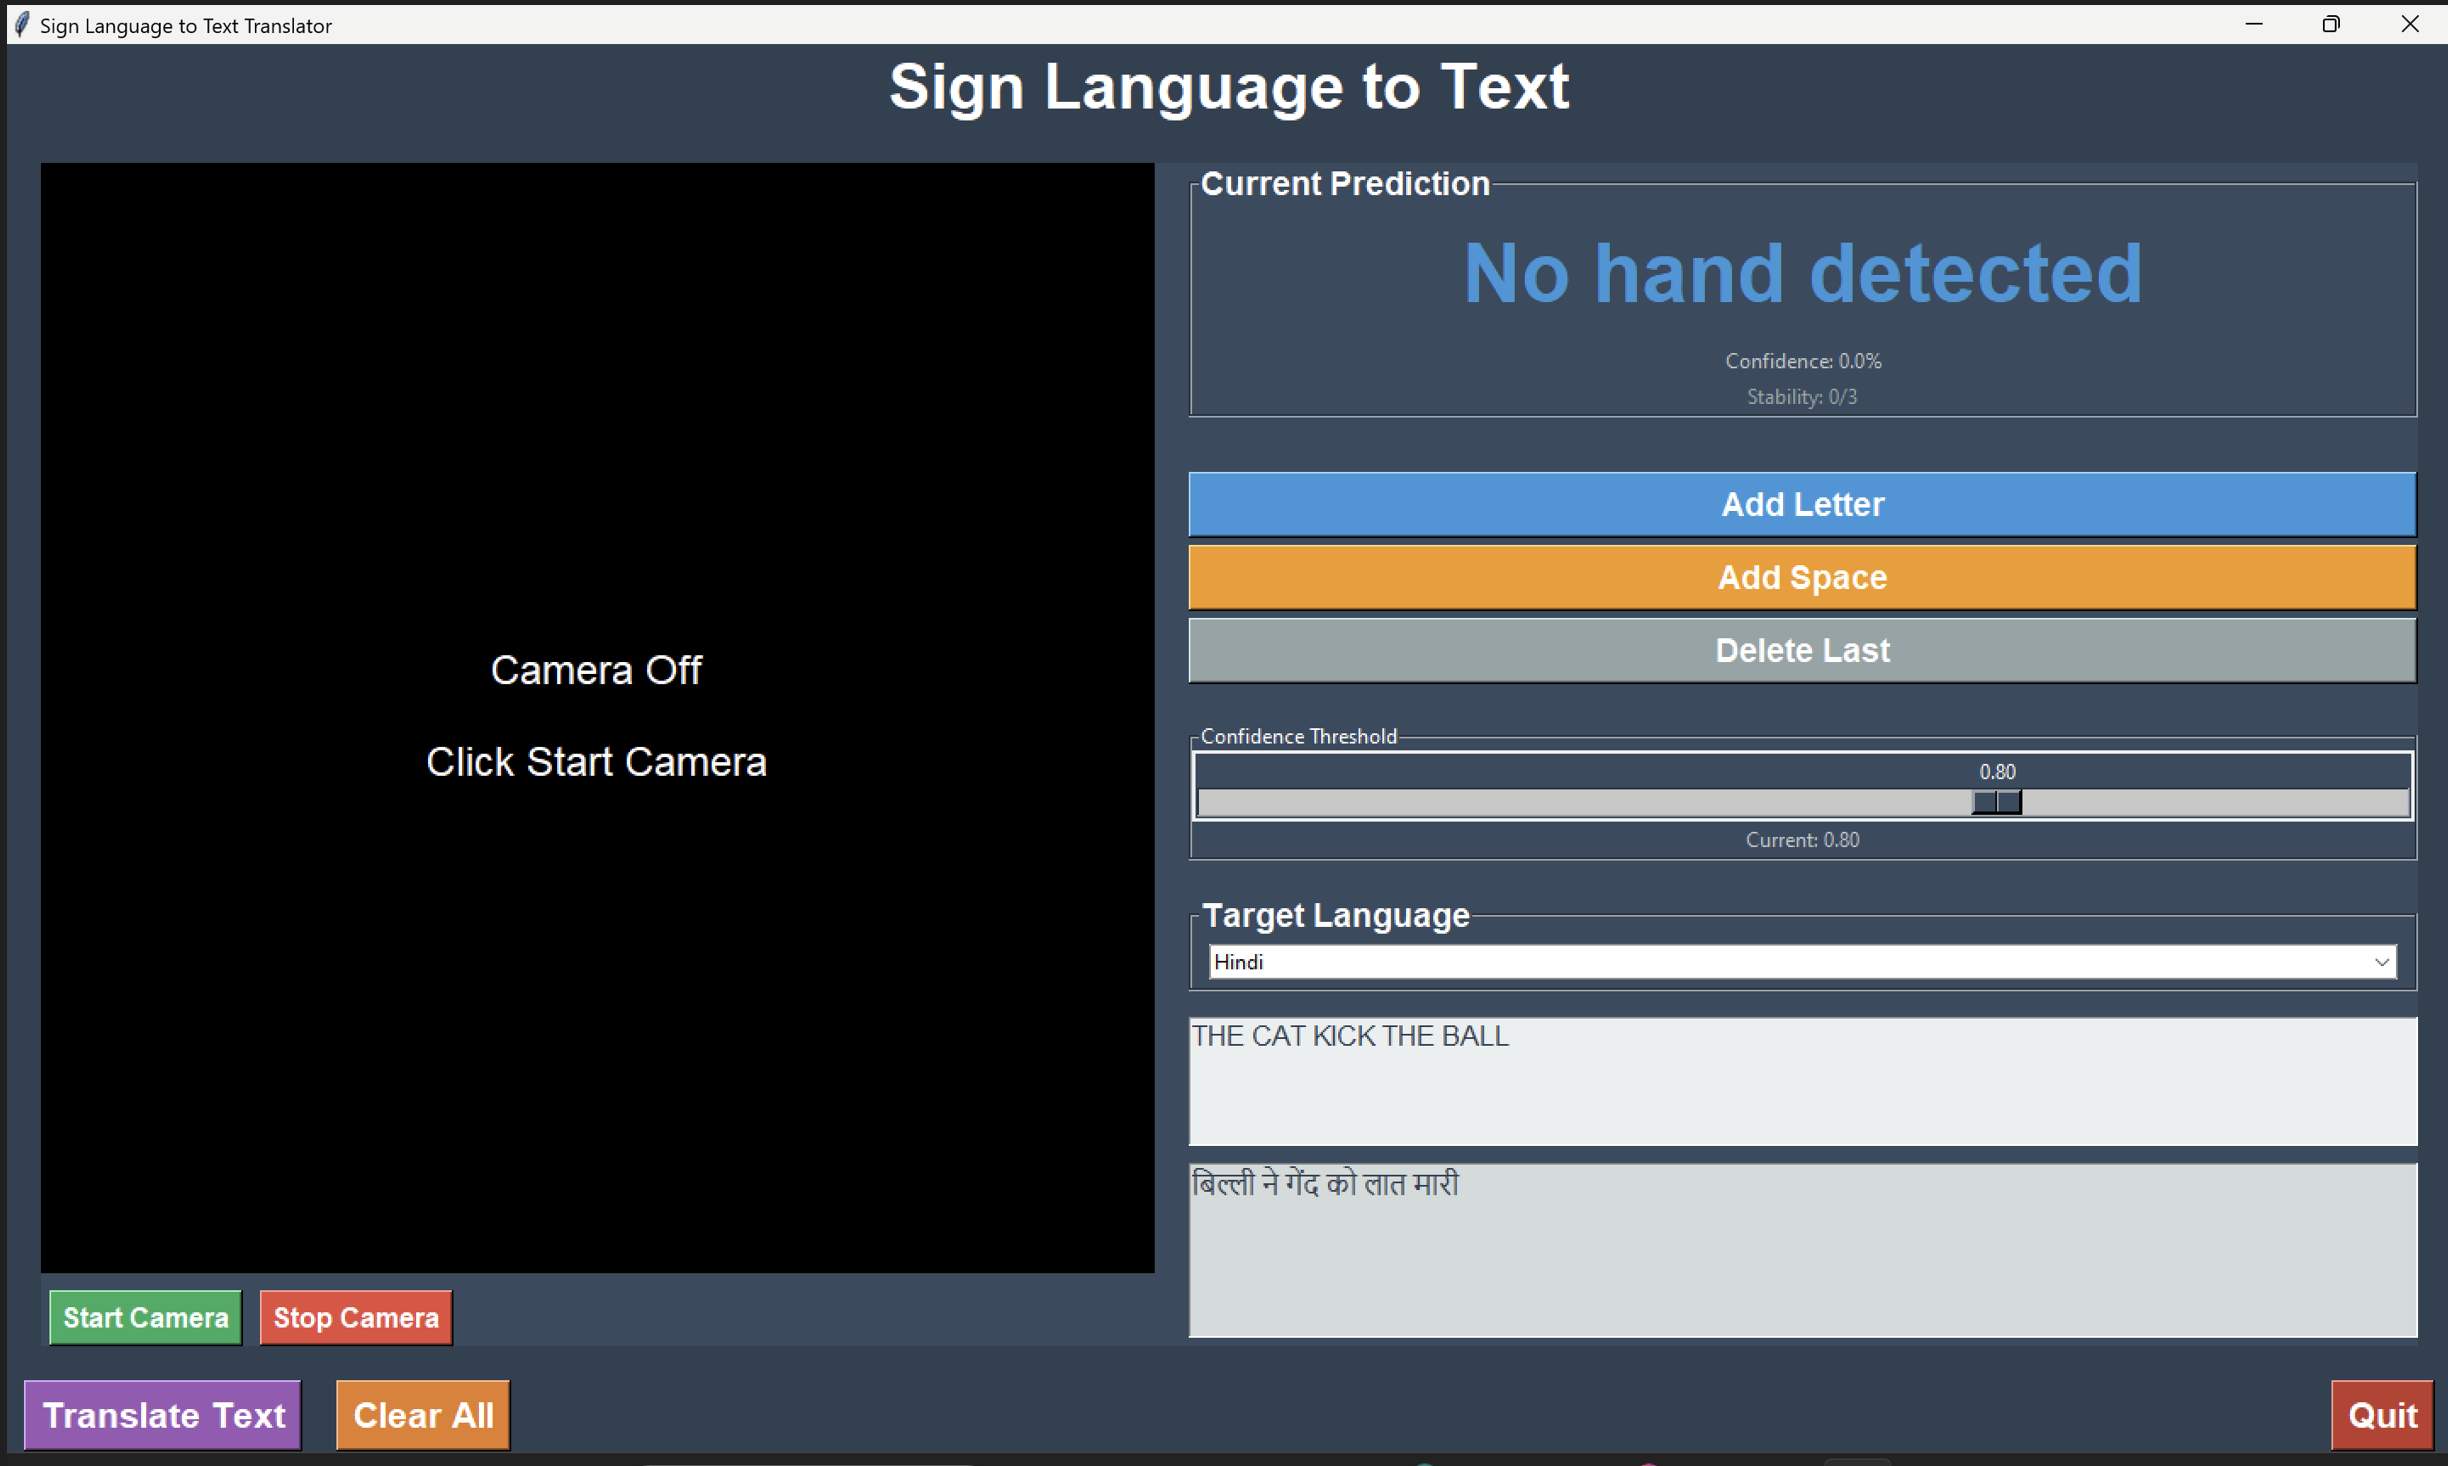 Sign Language to Text Translator
Sign Language to Text
Camera Off
Click Start Camera
Start Camera
Stop Camera
Current Prediction
No hand detected
Confidence: 0.0%
Stability: 0/3
Add Letter
Add Space
Delete Last
Confidence Threshold
0.80
Current: 0.80
Target Language
Hindi
THE CAT KICK THE BALL
बिल्ली ने गेंद को लात मारी
Translate Text
Clear All
Quit